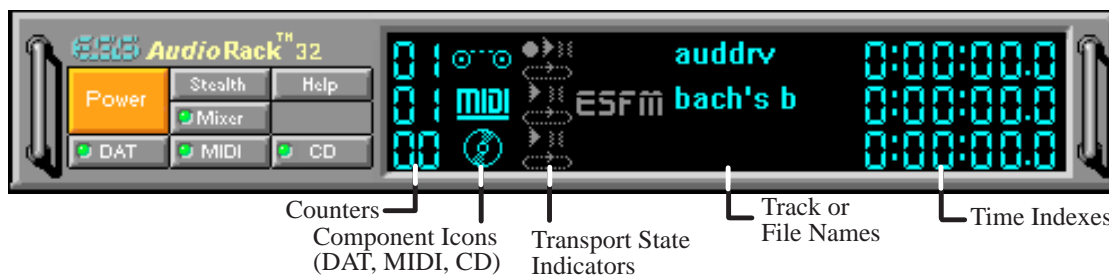 ESS AudioRack™ 32
Power
Stealth
Help
Mixer
DAT
MIDI
CD
01
auddrv
0:00:00.0
01
MIDI
ESFM
bach's b
0:00:00.0
00
0:00:00.0
Counters
Component Icons
(DAT, MIDI, CD)
Transport State
Indicators
Track or
File Names
Time Indexes